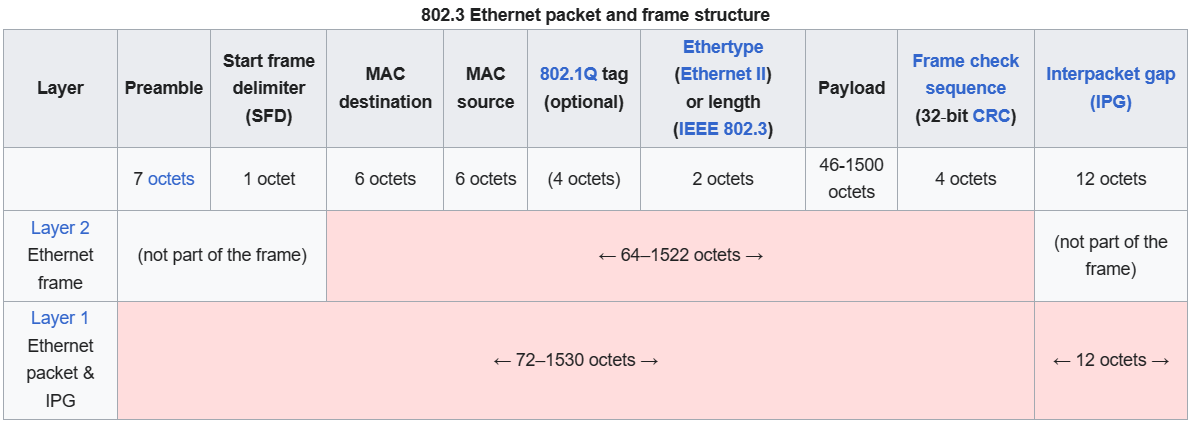 802.3 Ethernet packet and frame structure
Layer
Preamble
Start frame
delimiter
(SFD)
MAC
destination
MAC
source
802.1Q tag
(optional)
Ethertype
(Ethernet II)
or length
(IEEE 802.3)
Payload
Frame check
sequence
(32-bit CRC)
Interpacket gap
(IPG)
7 octets
1 octet
6 octets
6 octets
(4 octets)
2 octets
46-1500
octets
4 octets
12 octets
Layer 2
Ethernet
frame
(not part of the frame)
← 64–1522 octets →
(not part of the
frame)
Layer 1
Ethernet
packet &
IPG
← 72–1530 octets →
← 12 octets →